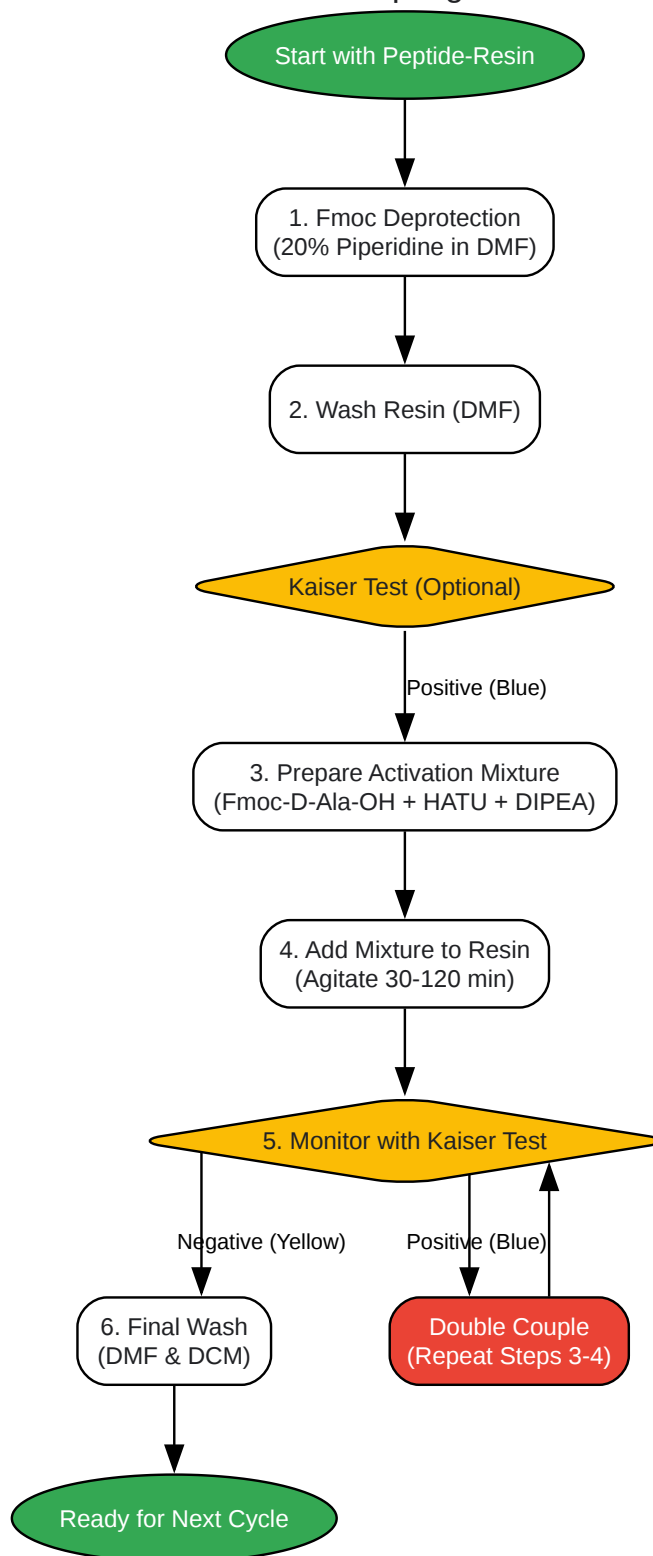 Start with Peptide-Resin
1. Fmoc Deprotection
(20% Piperidine in DMF)
2. Wash Resin (DMF)
Kaiser Test (Optional)
Positive (Blue)
3. Prepare Activation Mixture
(Fmoc-D-Ala-OH + HATU + DIPEA)
4. Add Mixture to Resin
(Agitate 30-120 min)
5. Monitor with Kaiser Test
Negative (Yellow)
Positive (Blue)
6. Final Wash
(DMF & DCM)
Double Couple
(Repeat Steps 3-4)
Ready for Next Cycle